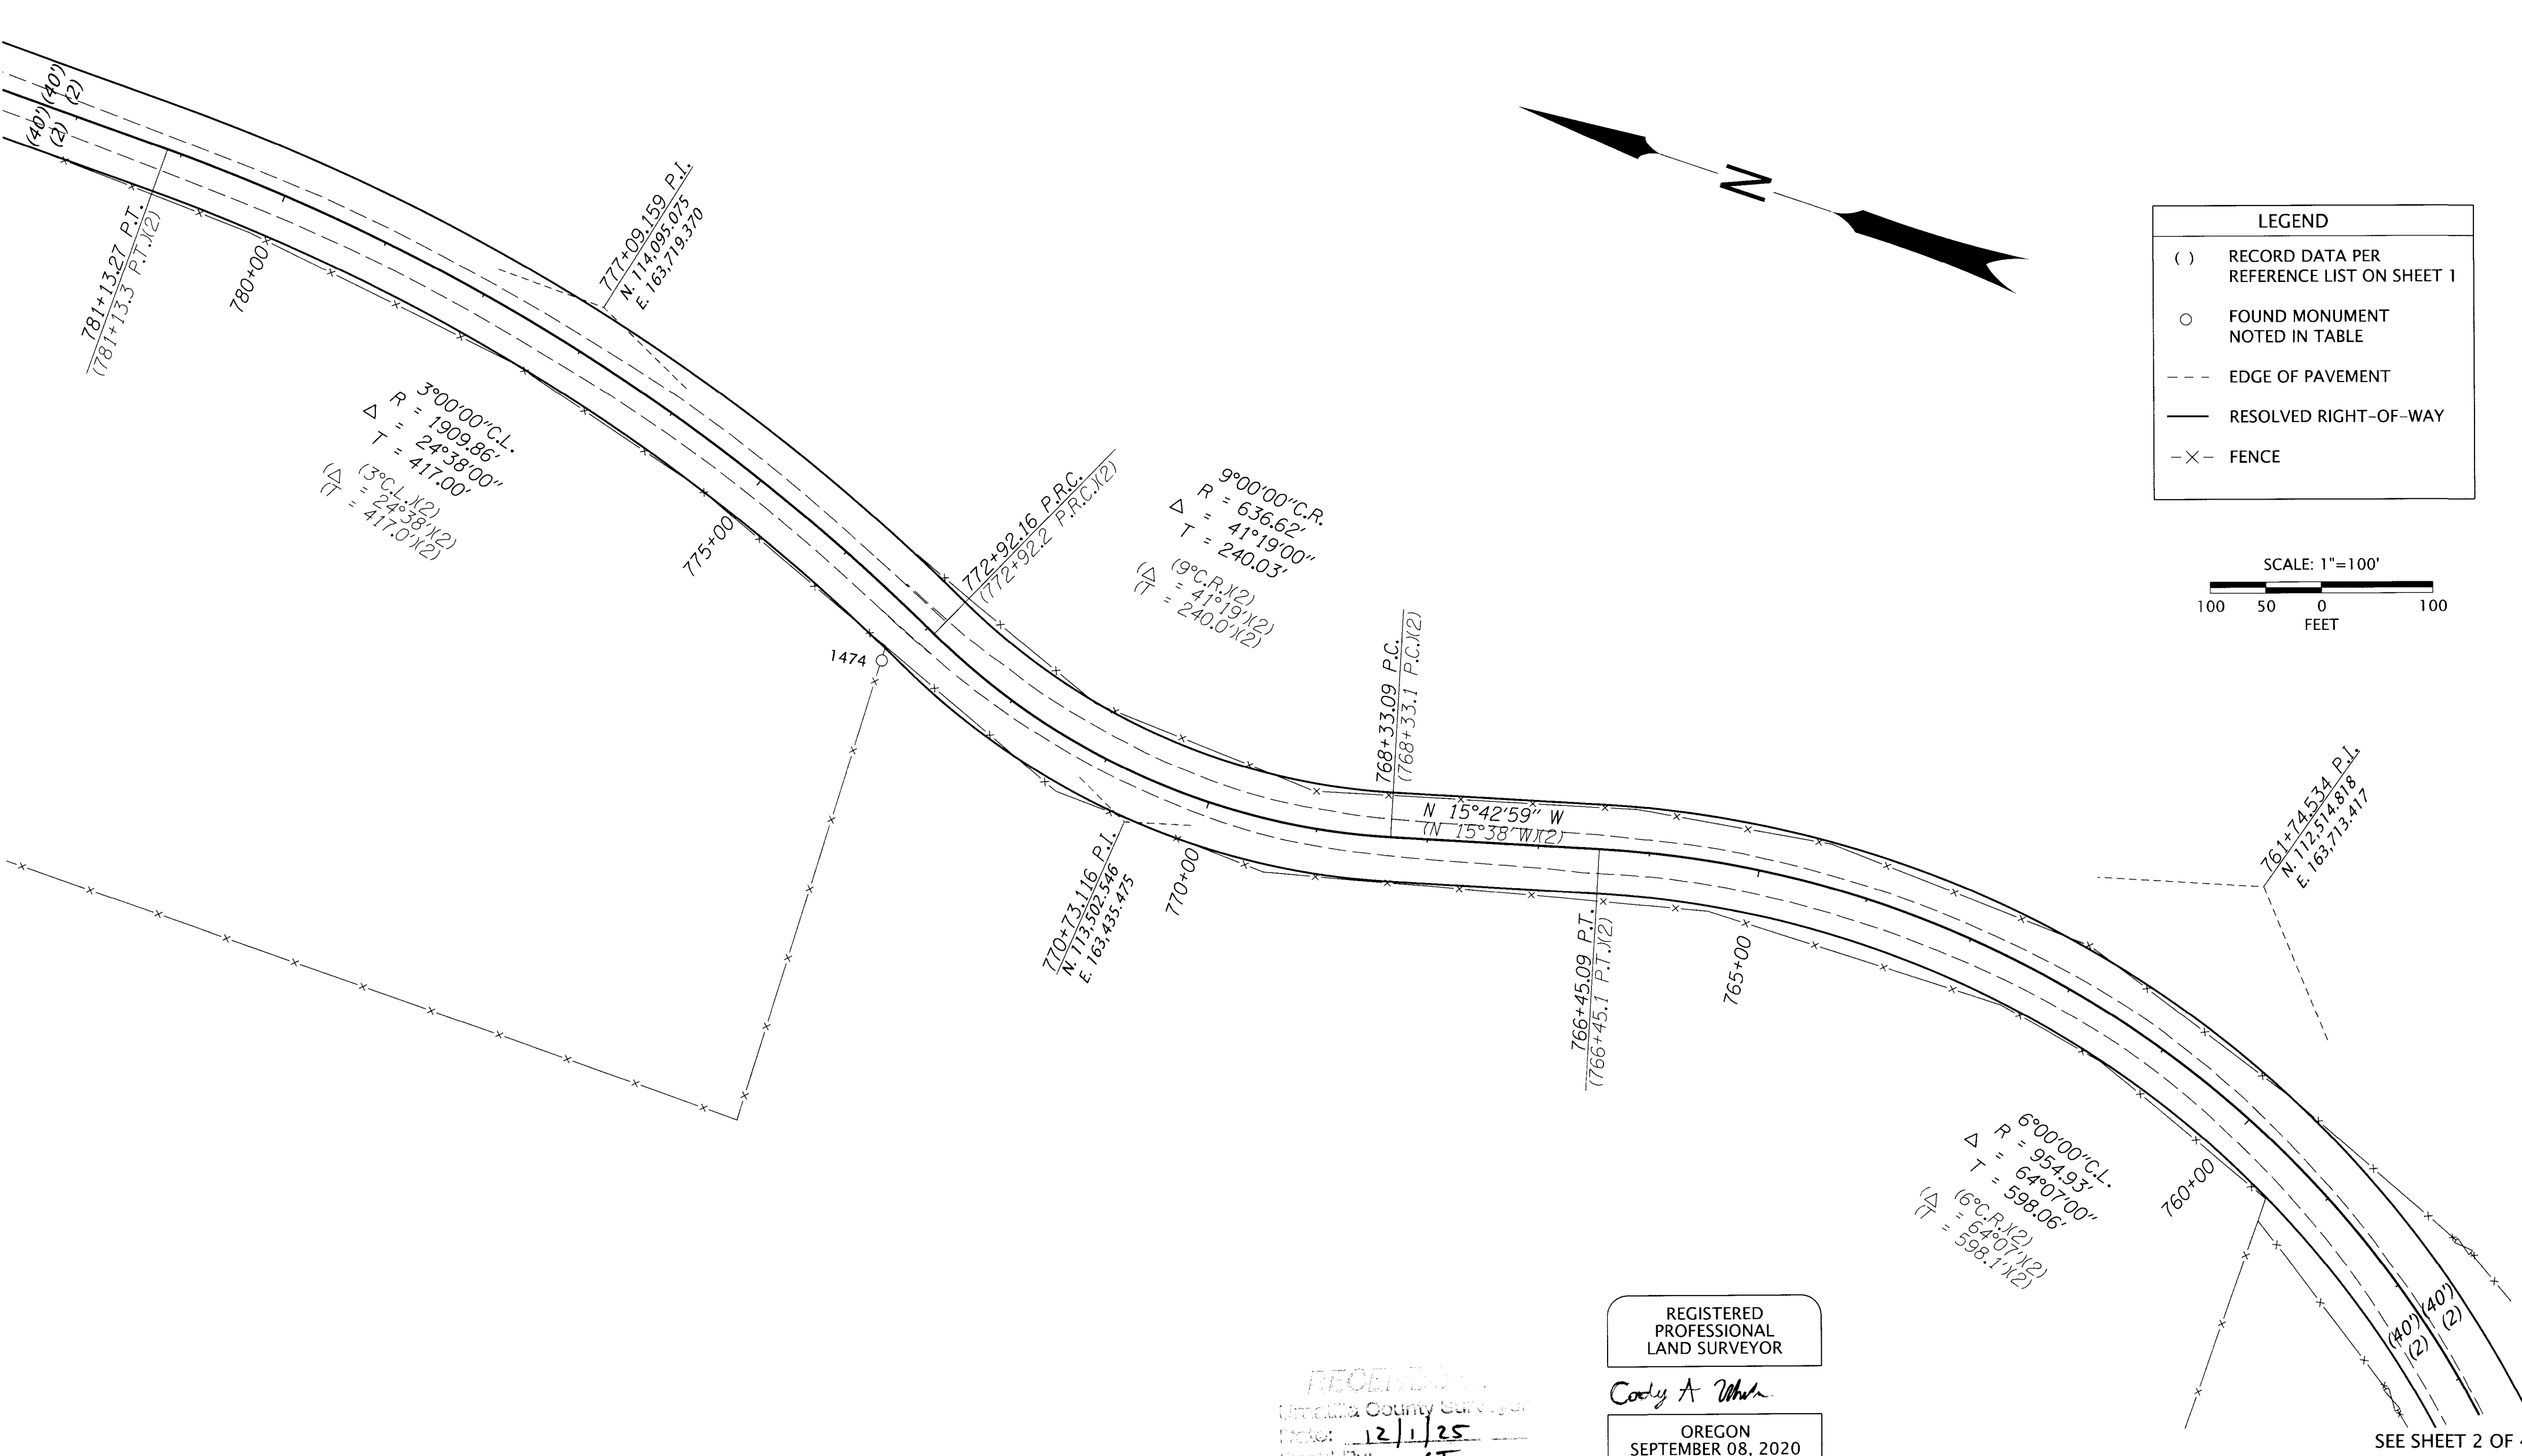 (40') (40')
(2) (2)
781+13.27 P.T.
(781+13.3 P.T.)(2)
780+00
777+09.159 P.I.
N. 114,095.075
E. 163,719.370
N
LEGEND
( ) RECORD DATA PER
REFERENCE LIST ON SHEET 1
FOUND MONUMENT
NOTED IN TABLE
EDGE OF PAVEMENT
RESOLVED RIGHT-OF-WAY
FENCE
SCALE: 1"=100'
100 50 0 100
FEET
3°00'00"C.L.
R = 1909.86'
Δ = 24°38'00"
T = 417.00'
(3°C.L.)(2)
(Δ = 24°38')(2)
(T = 417.0')(2)
775+00
772+92.16 P.R.C.
(772+92.2 P.R.C.)(2)
9°00'00"C.R.
R = 636.62'
Δ = 41°19'00"
T = 240.03'
(9°C.R.)(2)
(Δ = 41°19')(2)
(T = 240.0')(2)
1474
768+33.09 P.C.
(768+33.1 P.C.)(2)
N 15°42'59" W
(N 15°38' W)(2)
770+73.116 P.I.
N. 113,502.546
E. 163,435.475
770+00
766+45.09 P.T.
(766+45.1 P.T.)(2)
765+00
761+74.534 P.I.
N. 112,514.818
E. 163,713.417
6°00'00"C.L.
R = 954.93'
Δ = 64°07'00"
T = 598.06'
(6°C.R.)(2)
(Δ = 64°07')(2)
(T = 598.1')(2)
760+00
(40') (40')
(2) (2)
REGISTERED
PROFESSIONAL
LAND SURVEYOR
Cody A
OREGON
SEPTEMBER 08, 2020
Umatilla County Surveyor
Date: 12/1/25
SEE SHEET 2 OF